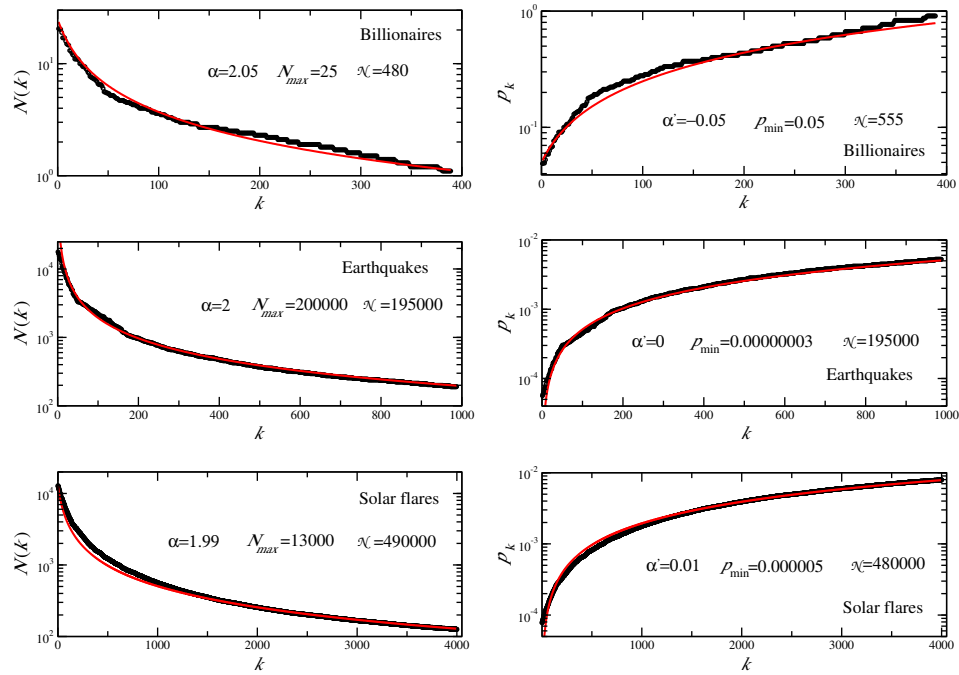 Billionaires
α=2.05 N_max=25 𝒩=480
N(k)
10^1
10^0
0 100 200 300 400
k
10^0
p_k
10^-1
α'=−0.05 p_min=0.05 𝒩=555
Billionaires
0 100 200 300 400
k
Earthquakes
α=2 N_max=200000 𝒩=195000
N(k)
10^4
10^3
10^2
0 200 400 600 800 1000
k
10^-2
p_k
10^-3
10^-4
α'=0 p_min=0.00000003 𝒩=195000
Earthquakes
0 200 400 600 800 1000
k
Solar flares
α=1.99 N_max=13000 𝒩=490000
N(k)
10^4
10^3
10^2
0 1000 2000 3000 4000
k
10^-2
p_k
10^-3
10^-4
α'=0.01 p_min=0.000005 𝒩=480000
Solar flares
0 1000 2000 3000 4000
k